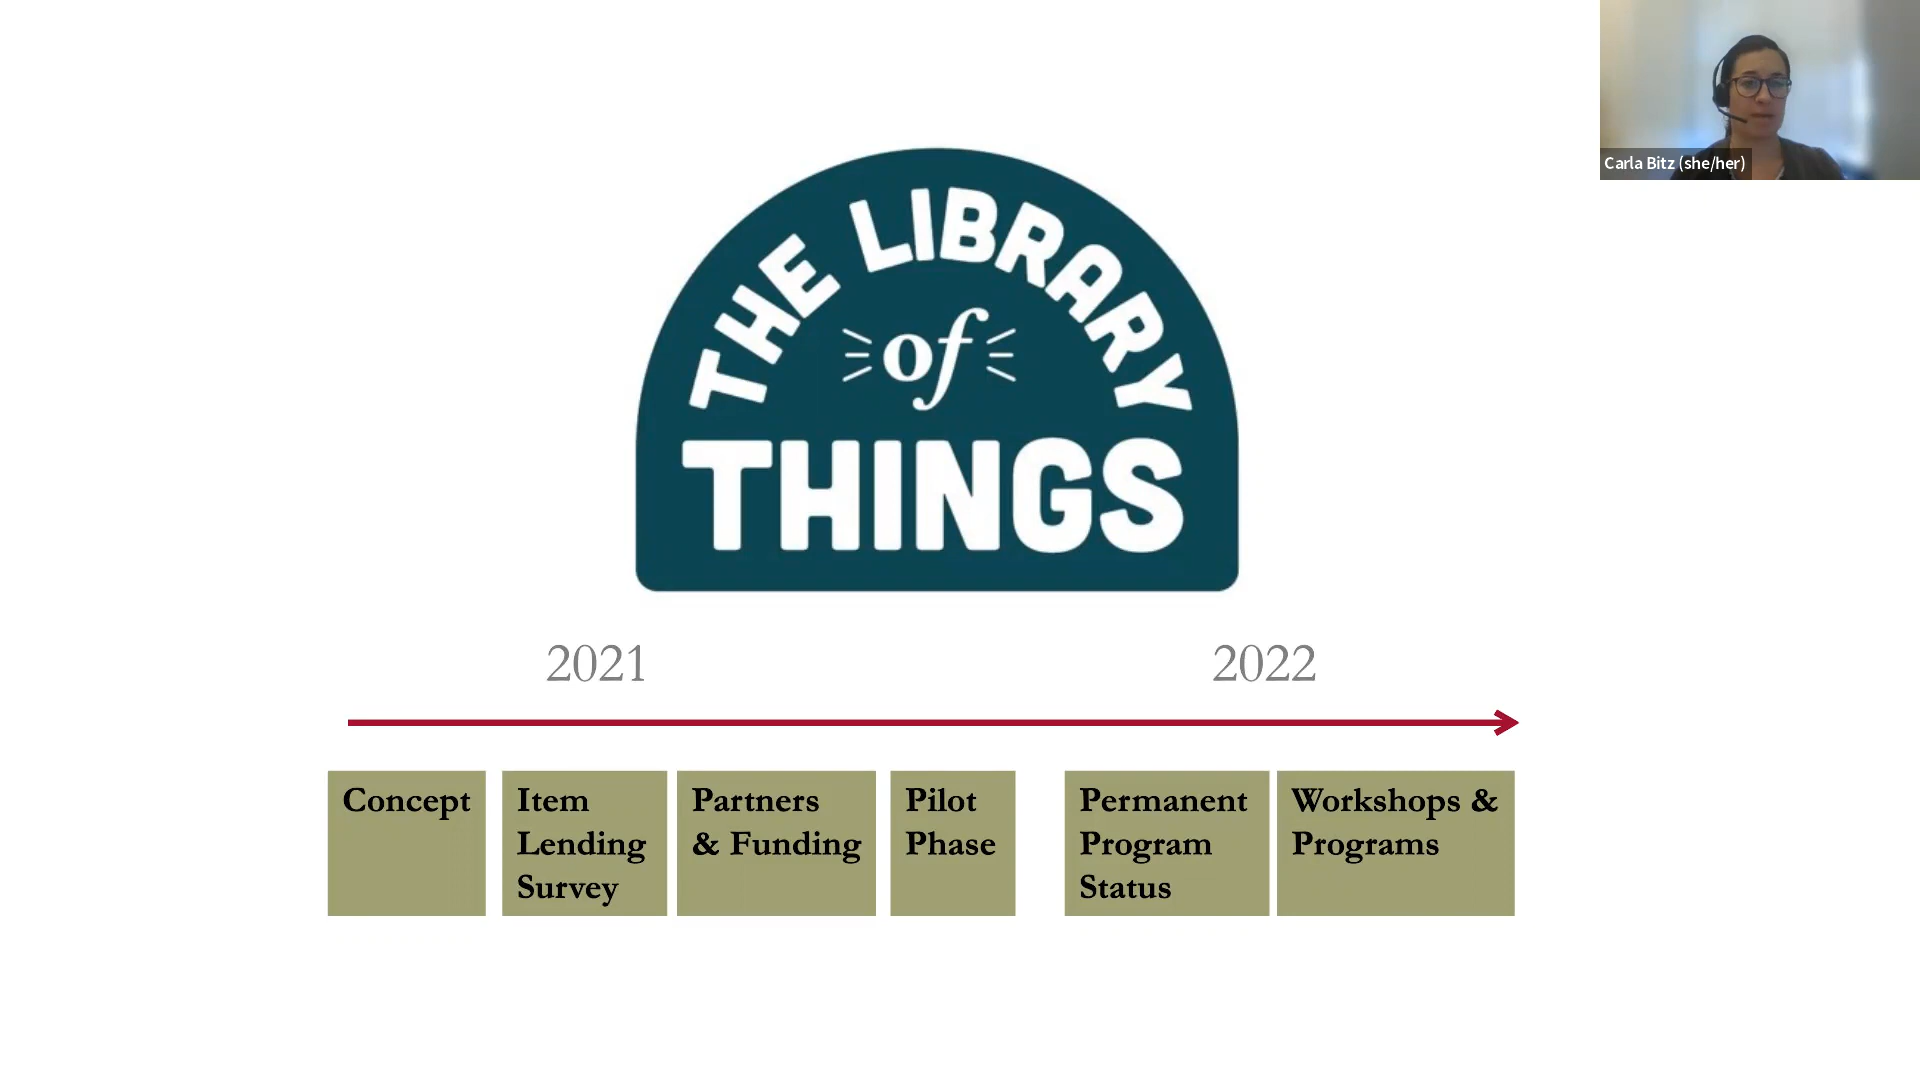 THE LIBRARY
of
THINGS
Carla Bitz (she/her)
2021
2022
Concept
Item
Lending
Survey
Partners
& Funding
Pilot
Phase
Permanent
Program
Status
Workshops &
Programs